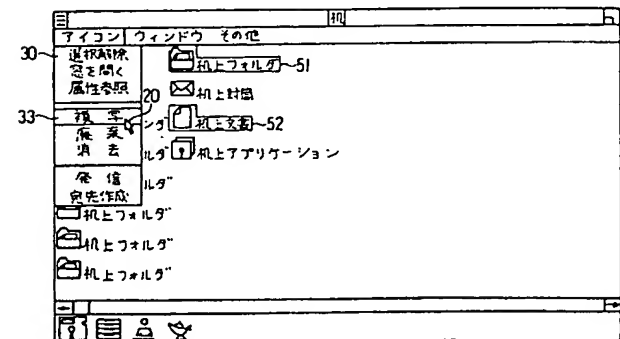 机
アイコン ウィンドウ その他
30 選択解除
窓を開く
属性参照
机上フォルダ 51
机上封筒
20
33 複写
ンダ
机上文書 52
廃棄
消去
ルダ
机上アプリケーション
発信
ルダ
宛先作成
机上フォルダ
机上フォルダ
机上フォルダ